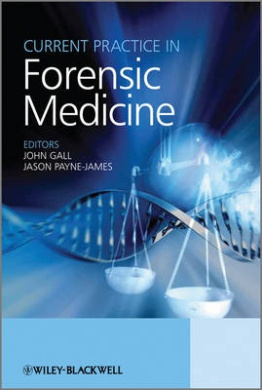 CURRENT PRACTICE IN
Forensic
Medicine
EDITORS
JOHN GALL
JASON PAYNE-JAMES
WILEY-BLACKWELL